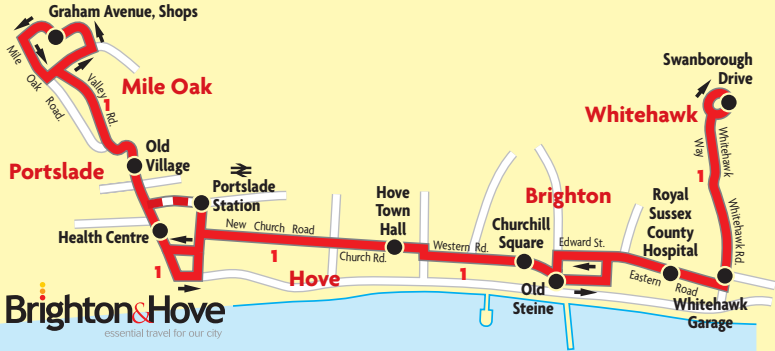 Graham Avenue, Shops
Mile
Oak
Road.
Valley
Rd.
1
Mile Oak
Old
Village
Portslade
Portslade
Station
Health Centre
1
New Church Road
1
Hove
Church Rd.
Hove
Town
Hall
Western Rd.
1
Churchill
Square
Brighton
Edward St.
Old
Steine
Royal
Sussex
County
Hospital
Eastern Road
Whitehawk
Garage
Whitehawk Rd.
1
Whitehawk
Way
Whitehawk
Swanborough
Drive
Brighton&Hove
essential travel for our city